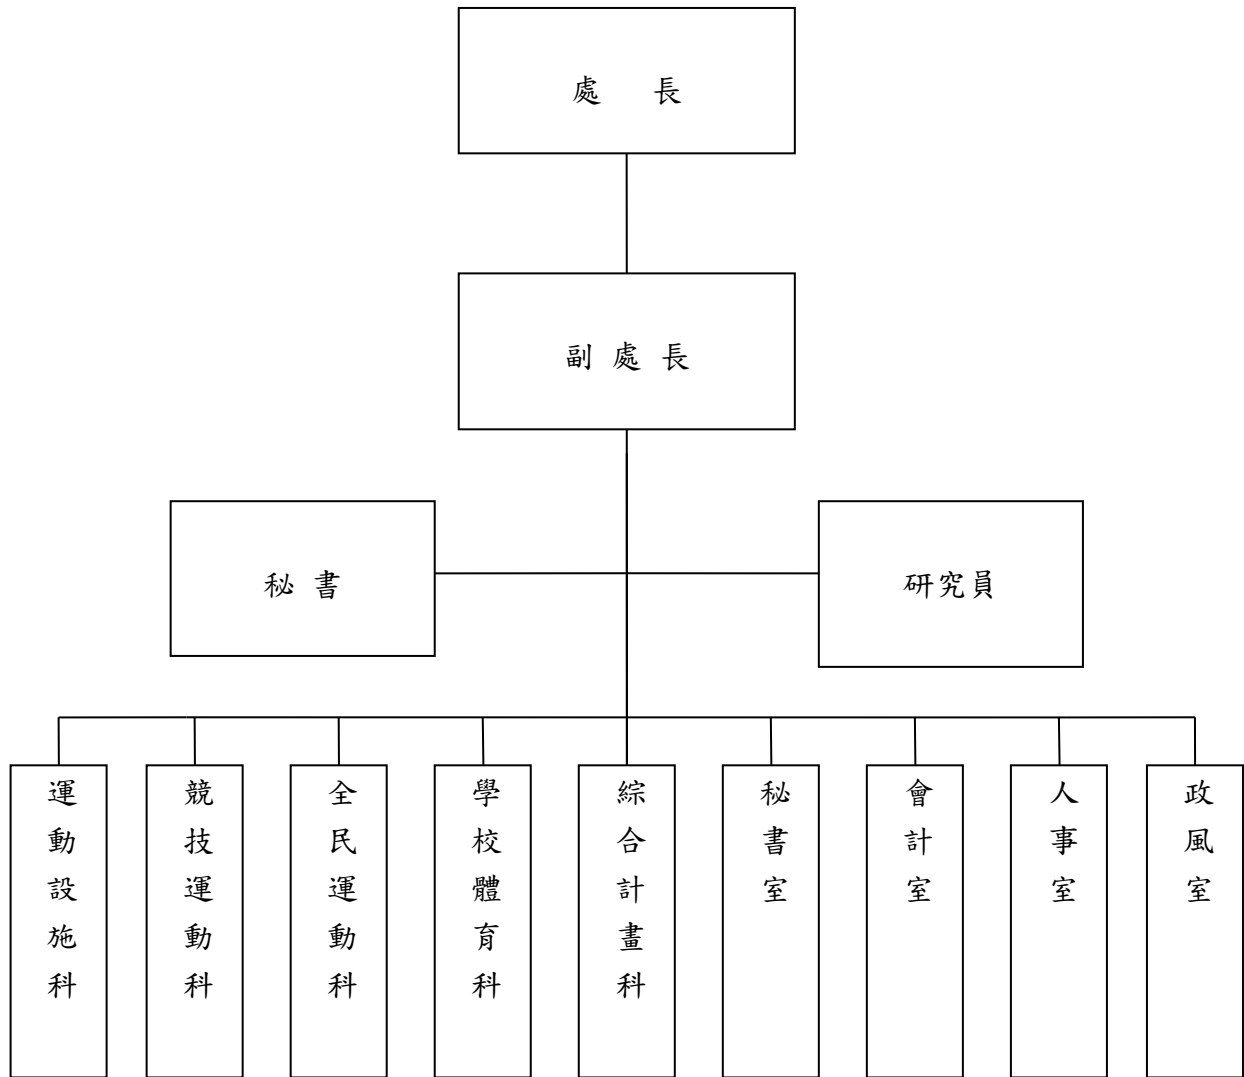 處 長
副 處 長
秘 書
研究員
運動設施科
競技運動科
全民運動科
學校體育科
綜合計畫科
秘書室
會計室
人事室
政風室